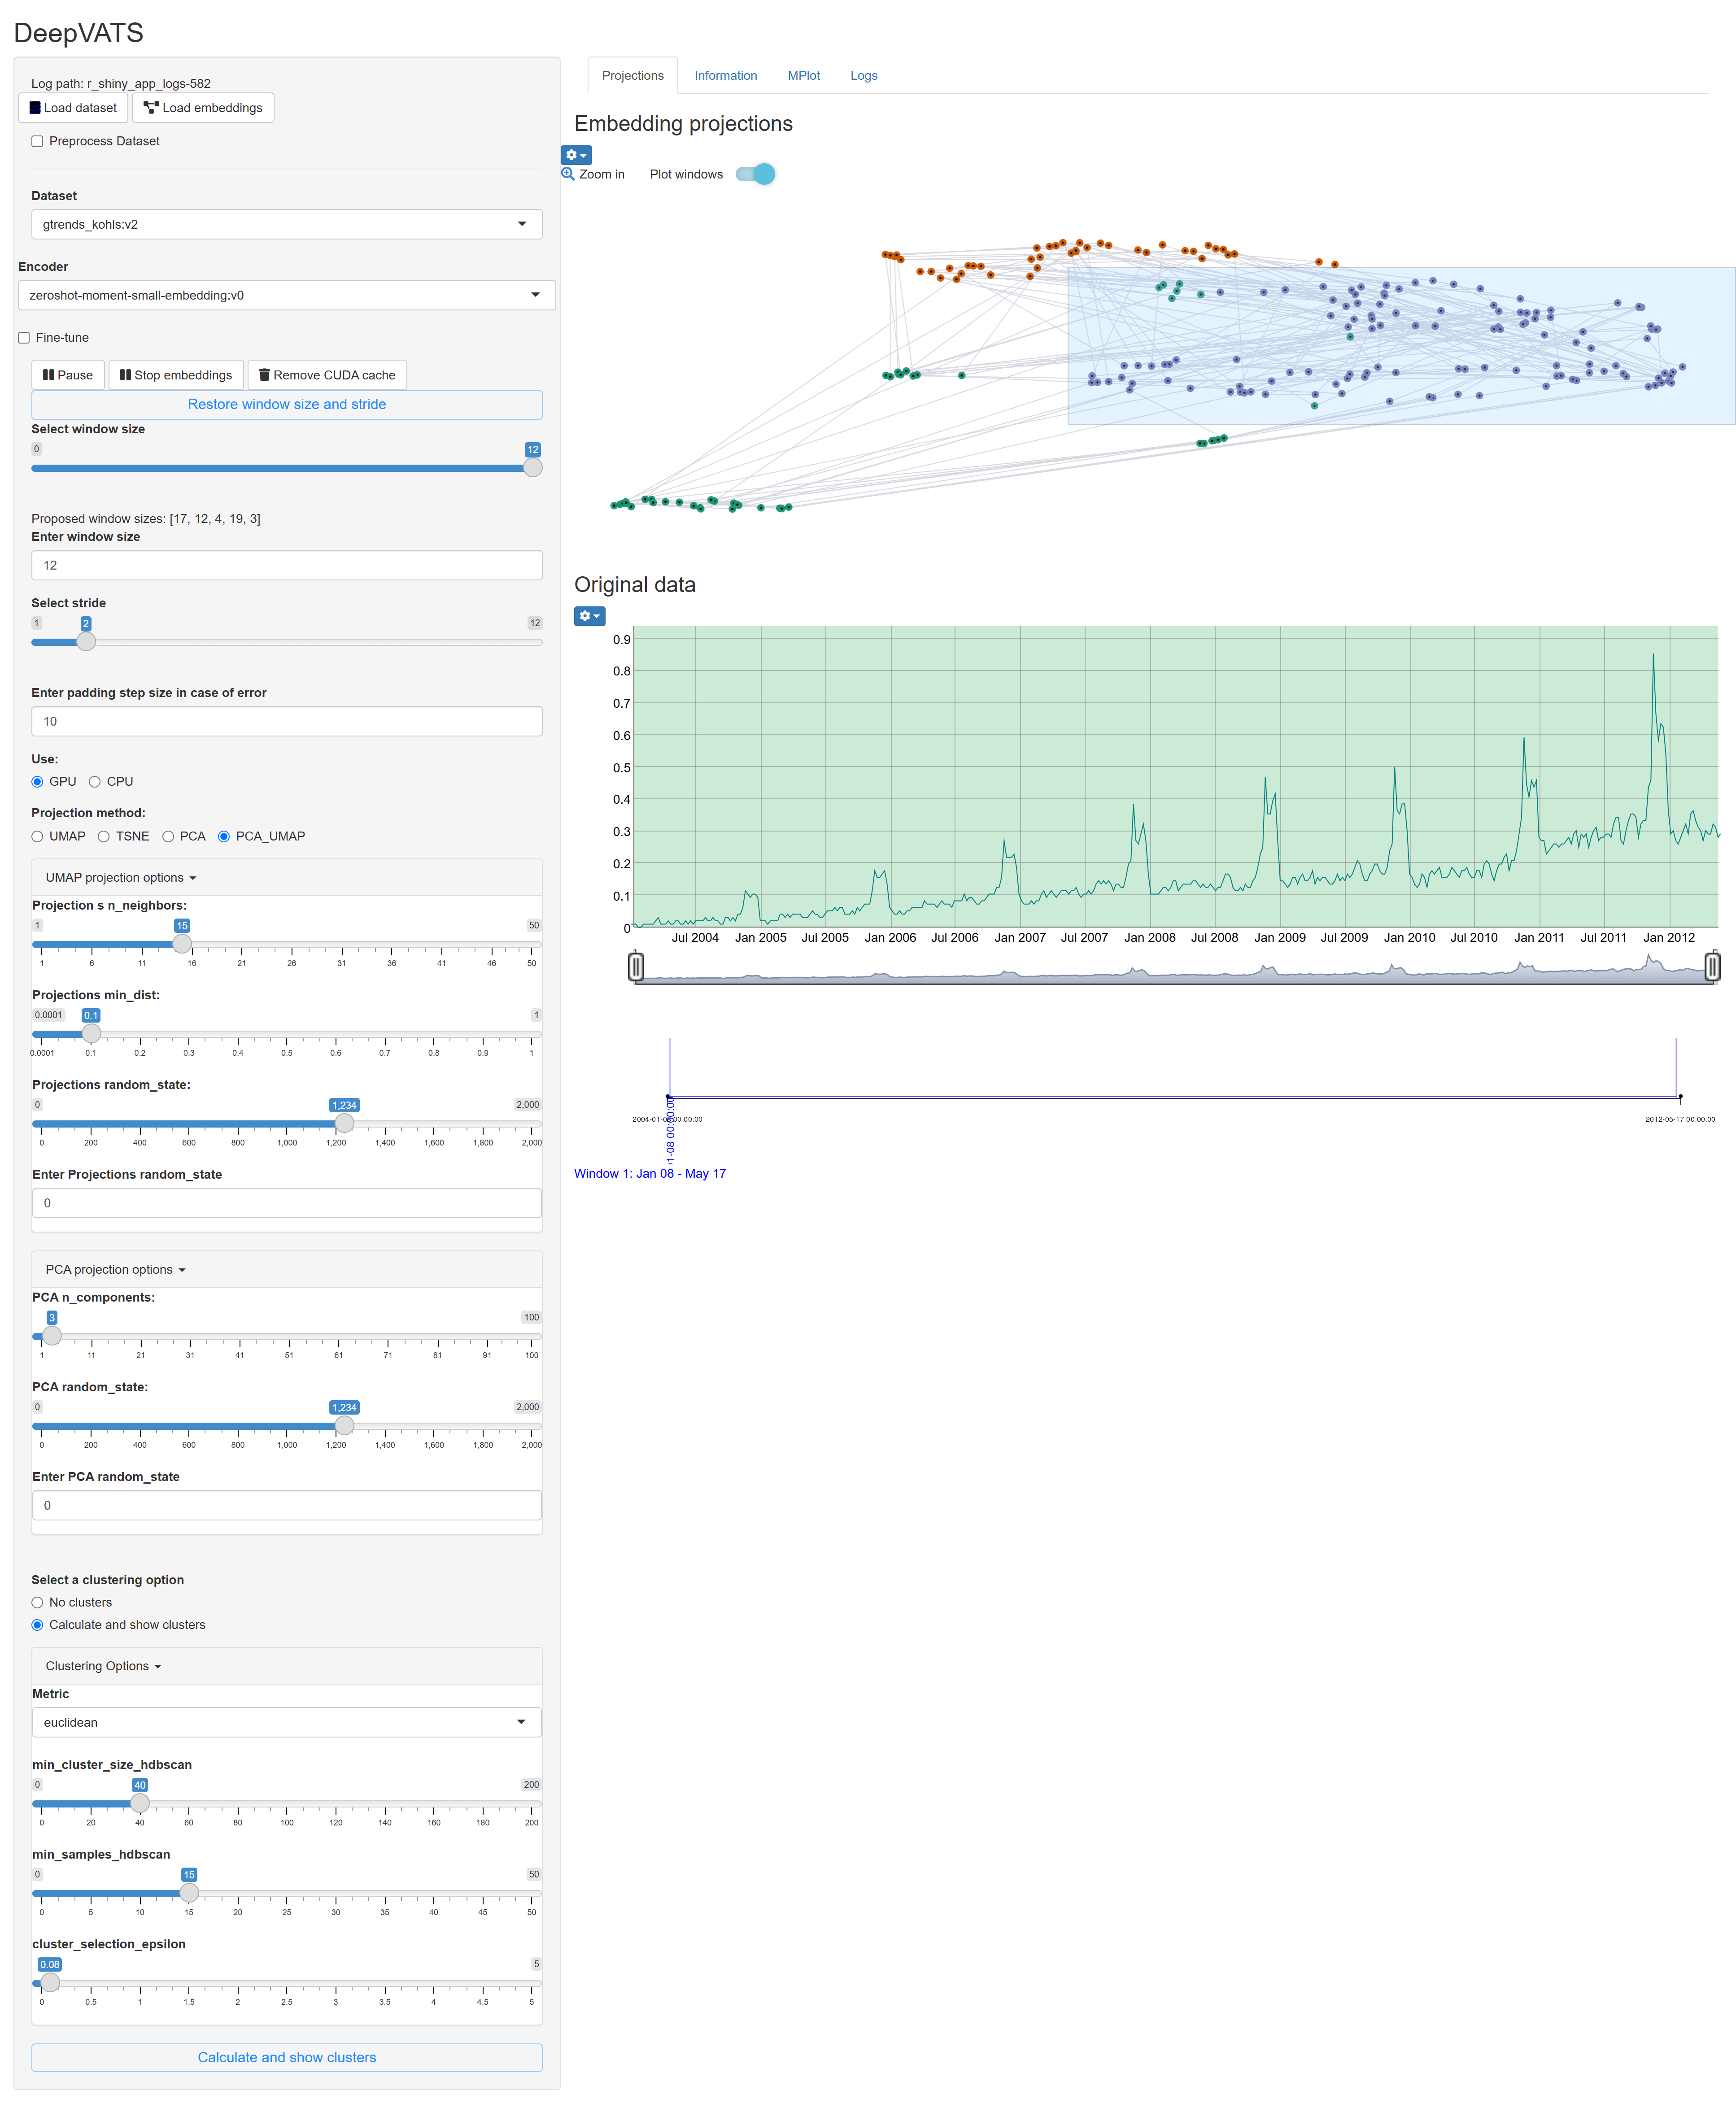 DeepVATS
Log path: r_shiny_app_logs-582
Load dataset Load embeddings
Preprocess Dataset
Dataset
gtrends_kohls:v2
Encoder
zeroshot-moment-small-embedding:v0
Fine-tune
Pause Stop embeddings Remove CUDA cache
Restore window size and stride
Select window size
0 12
Proposed window sizes: [17, 12, 4, 19, 3]
Enter window size
12
Select stride
1 2 12
Enter padding step size in case of error
10
Use:
GPU CPU
Projection method:
UMAP TSNE PCA PCA_UMAP
UMAP projection options
Projection s n_neighbors:
1 15 50
1 6 11 16 21 26 31 36 41 46 50
Projections min_dist:
0.0001 0.1 1
0.0001 0.1 0.2 0.3 0.4 0.5 0.6 0.7 0.8 0.9 1
Projections random_state:
0 1,234 2,000
0 200 400 600 800 1,000 1,200 1,400 1,600 1,800 2,000
Enter Projections random_state
0
PCA projection options
PCA n_components:
3 100
1 11 21 31 41 51 61 71 81 91 100
PCA random_state:
0 1,234 2,000
0 200 400 600 800 1,000 1,200 1,400 1,600 1,800 2,000
Enter PCA random_state
0
Select a clustering option
No clusters
Calculate and show clusters
Clustering Options
Metric
euclidean
min_cluster_size_hdbscan
0 40 200
0 20 40 60 80 100 120 140 160 180 200
min_samples_hdbscan
0 15 50
0 5 10 15 20 25 30 35 40 45 50
cluster_selection_epsilon
0.08 5
0 0.5 1 1.5 2 2.5 3 3.5 4 4.5 5
Calculate and show clusters
Projections Information MPlot Logs
Embedding projections
Zoom in Plot windows
Original data
0.9
0.8
0.7
0.6
0.5
0.4
0.3
0.2
0.1
0
Jul 2004 Jan 2005 Jul 2005 Jan 2006 Jul 2006 Jan 2007 Jul 2007 Jan 2008 Jul 2008 Jan 2009 Jul 2009 Jan 2010 Jul 2010 Jan 2011 Jul 2011 Jan 2012
00:00:00 2012-05-17 00:00:00
1-08 00:00:00
Window 1: Jan 08 - May 17